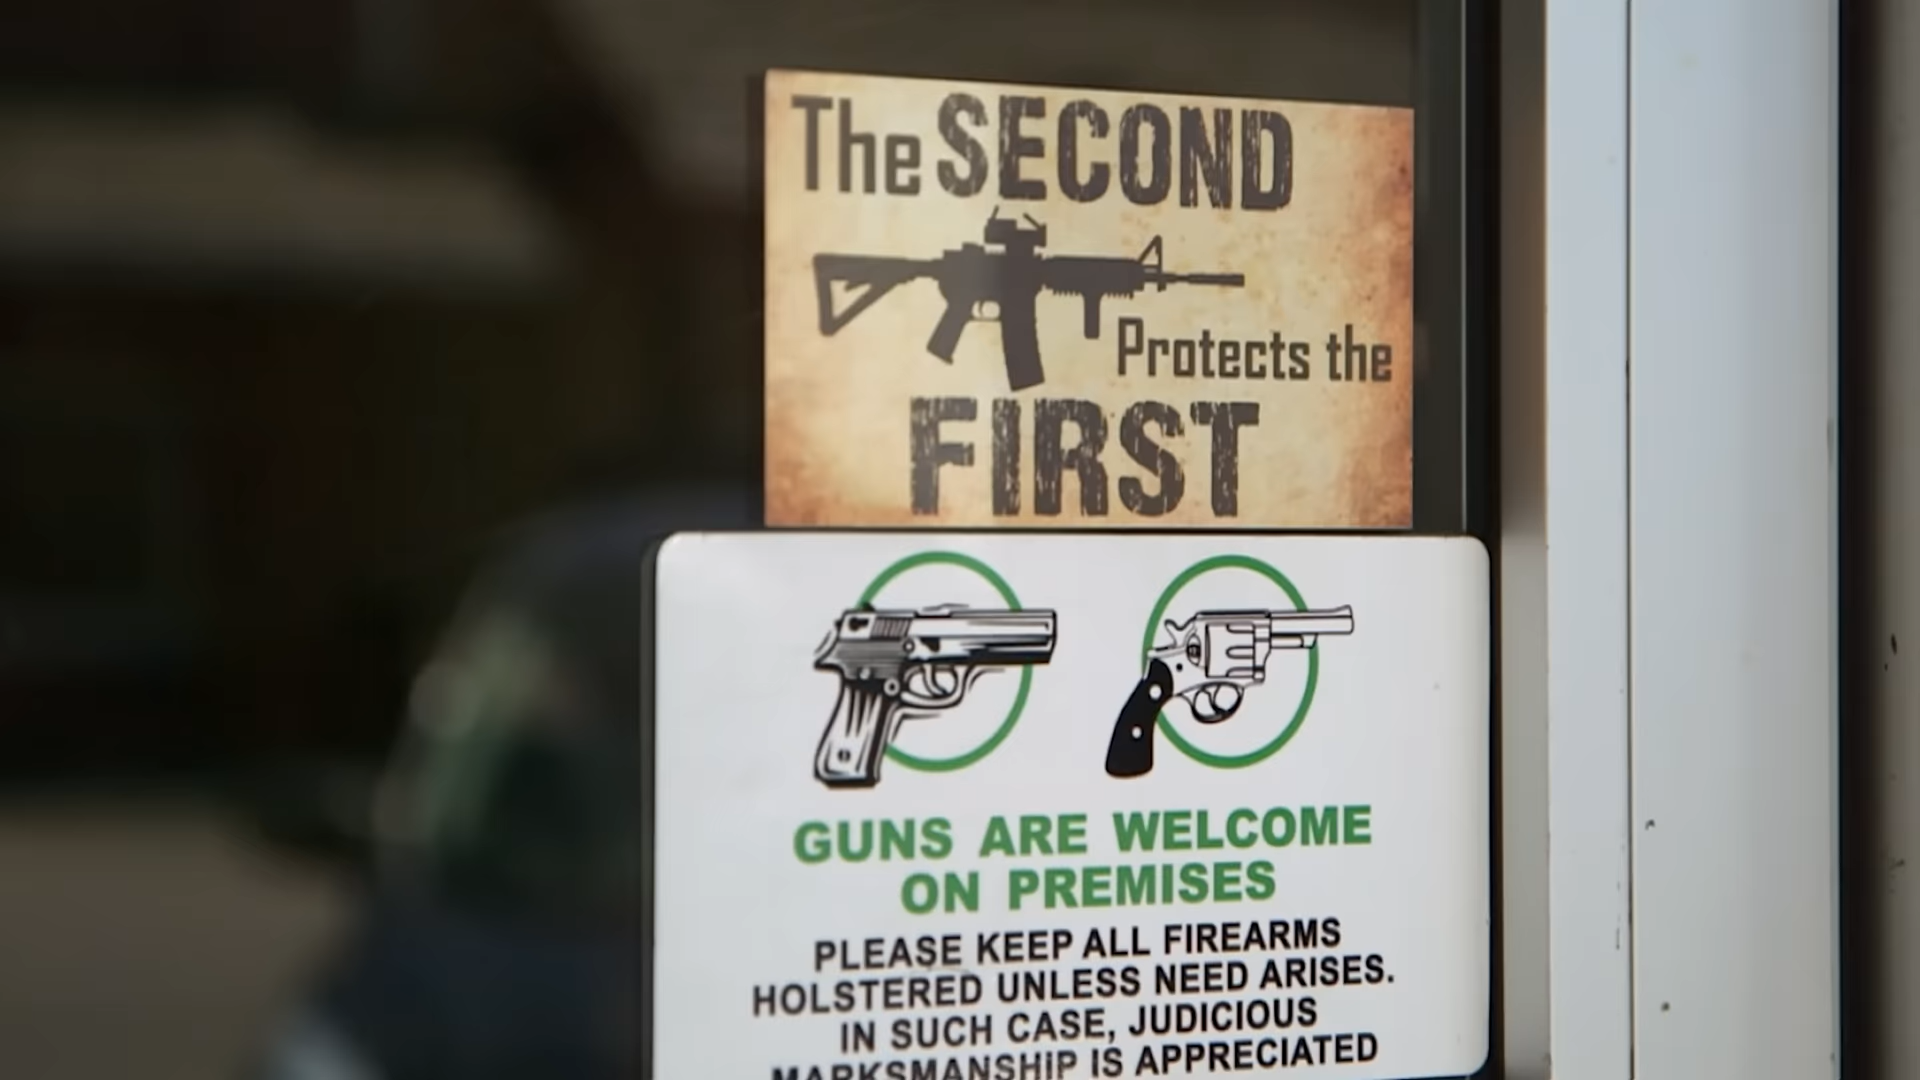 The SECOND
Protects the
FIRST
GUNS ARE WELCOME
ON PREMISES
PLEASE KEEP ALL FIREARMS
HOLSTERED UNLESS NEED ARISES.
IN SUCH CASE, JUDICIOUS
MARKSMANSHIP IS APPRECIATED